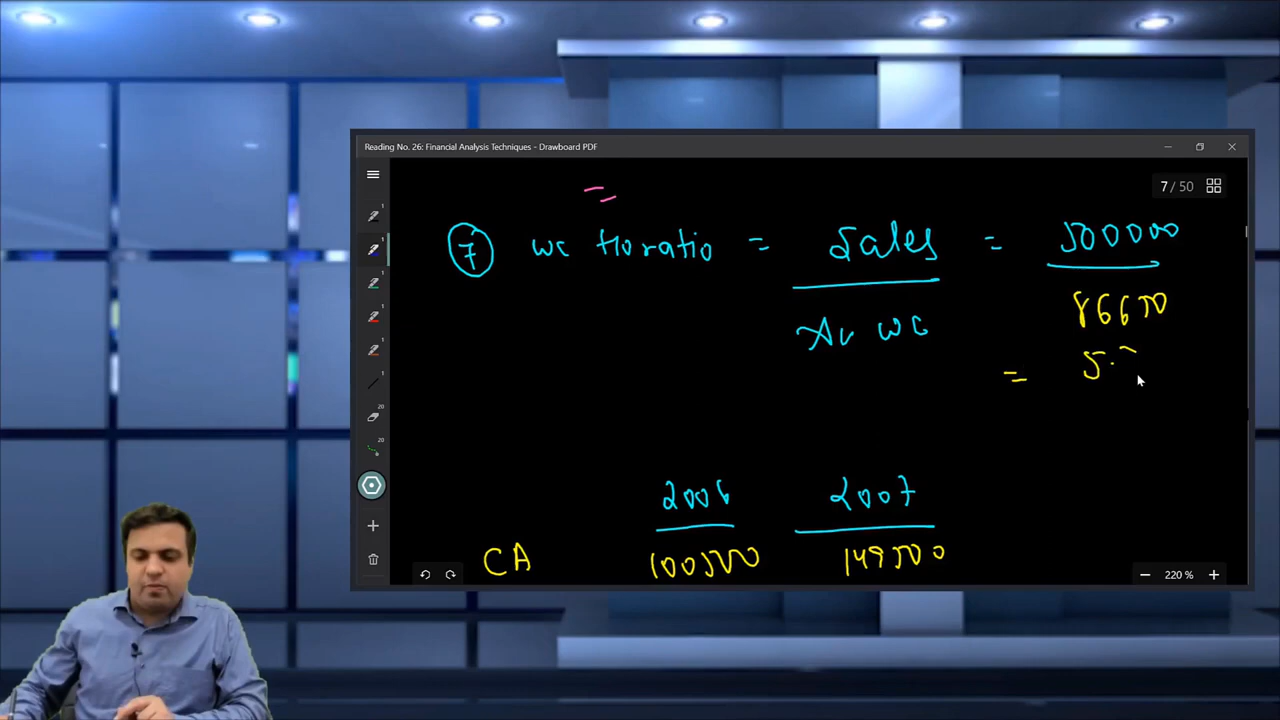 Reading No. 26: Financial Analysis Techniques - Drawboard PDF
7 / 50
7 wc T/o ratio = Sales = 500000
Av wc 86650
= 5.
2006 2007
CA 100500 149500
220 %